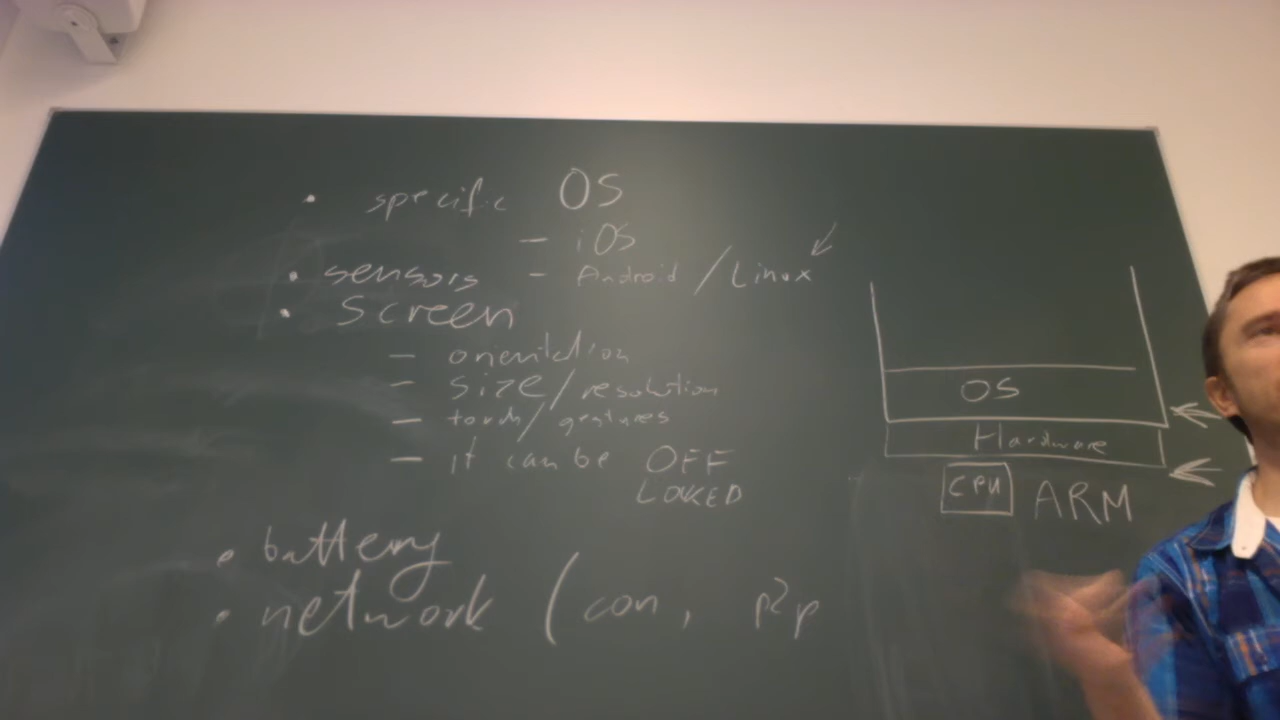 • specific OS
– iOS
• sensors – Android / Linux
• Screen
– orientation
– size / resolution
– touch / gestures
– it can be OFF
LOCKED
• battery
• network ( con, p2p
OS
Hardware
CPU ARM